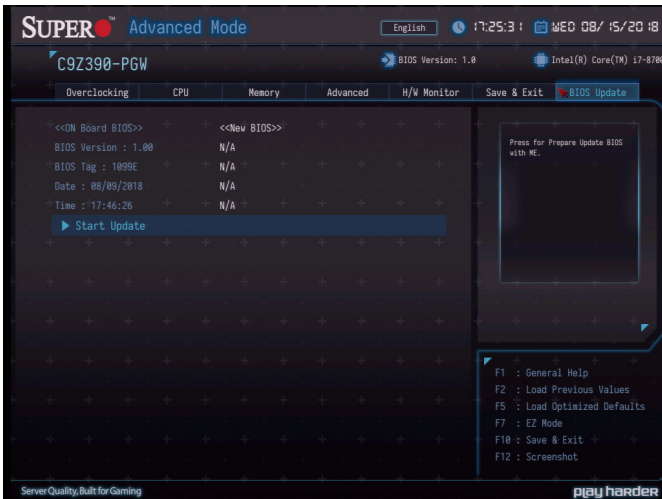 SUPER™ Advanced Mode
English 17:25:31 WED 08/15/2018
C9Z390-PGW
BIOS Version: 1.0 Intel(R) Core(TM) i7-8700
Overclocking CPU Memory Advanced H/W Monitor Save & Exit BIOS Update
<<ON Board BIOS>> <<New BIOS>>
BIOS Version : 1.00 N/A
BIOS Tag : 1099E N/A
Date : 08/09/2018 N/A
Time : 17:46:26 N/A
Start Update
Press for Prepare Update BIOS
with ME.
F1 : General Help
F2 : Load Previous Values
F5 : Load Optimized Defaults
F7 : EZ Mode
F10 : Save & Exit
F12 : Screenshot
Server Quality, Built for Gaming
play harder